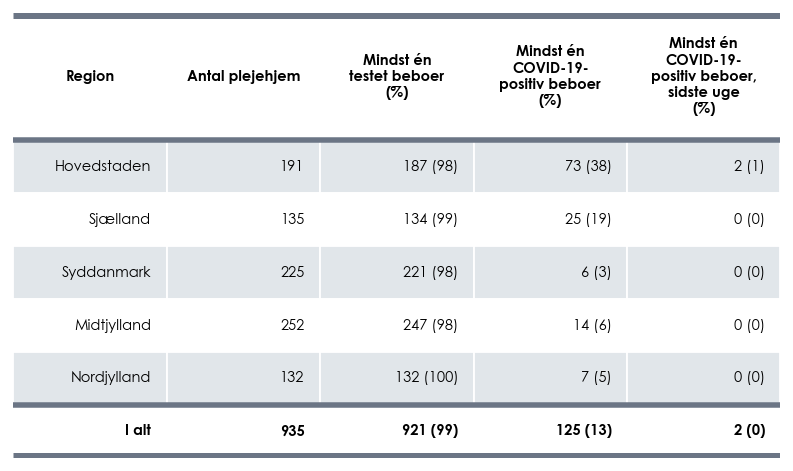 Region Antal plejehjem Mindst én testet beboer (%) Mindst én COVID-19-positiv beboer (%) Mindst én COVID-19-positiv beboer, sidste uge (%)
Hovedstaden 191 187 (98) 73 (38) 2 (1)
Sjælland 135 134 (99) 25 (19) 0 (0)
Syddanmark 225 221 (98) 6 (3) 0 (0)
Midtjylland 252 247 (98) 14 (6) 0 (0)
Nordjylland 132 132 (100) 7 (5) 0 (0)
I alt 935 921 (99) 125 (13) 2 (0)